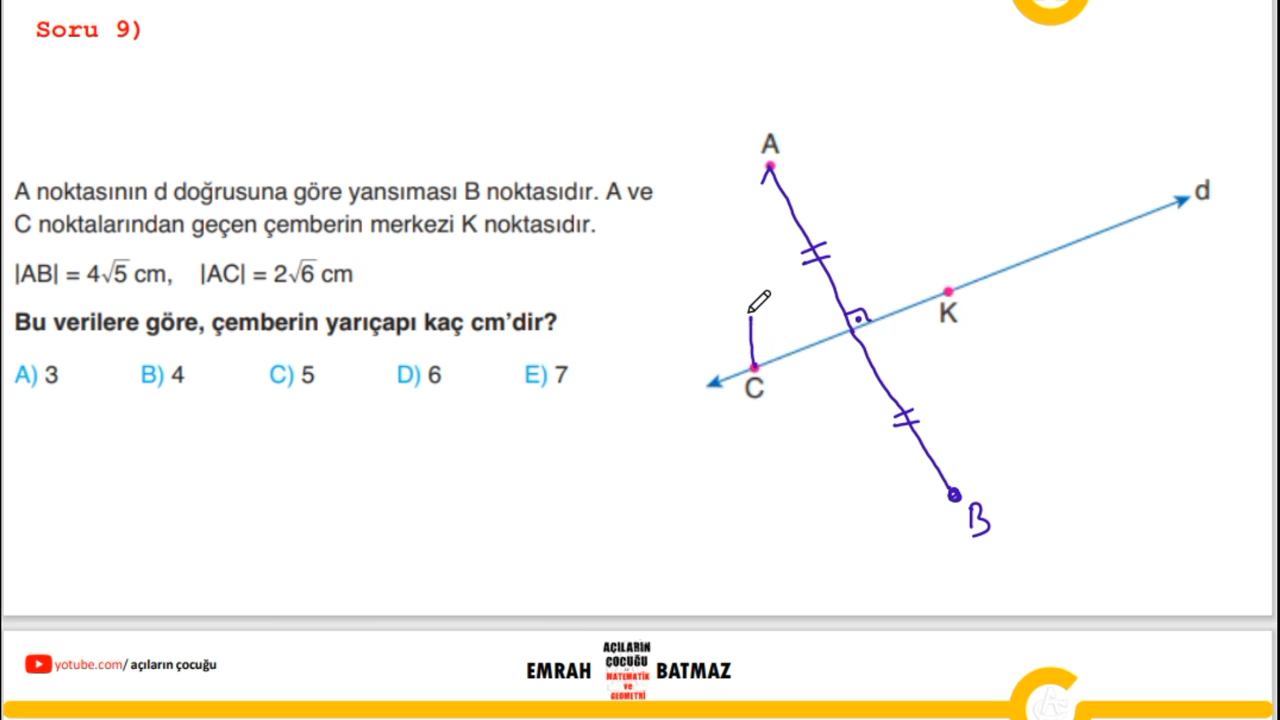 Soru 9)
A noktasının d doğrusuna göre yansıması B noktasıdır. A ve
C noktalarından geçen çemberin merkezi K noktasıdır.
|AB| = 4√5 cm, |AC| = 2√6 cm
Bu verilere göre, çemberin yarıçapı kaç cm'dir?
A) 3 B) 4 C) 5 D) 6 E) 7
A
d
K
C
B
yotube.com/ açıların çocuğu
EMRAH
AÇILARIN
ÇOCUĞU
MATEMATİK
ve
GEOMETRİ
BATMAZ